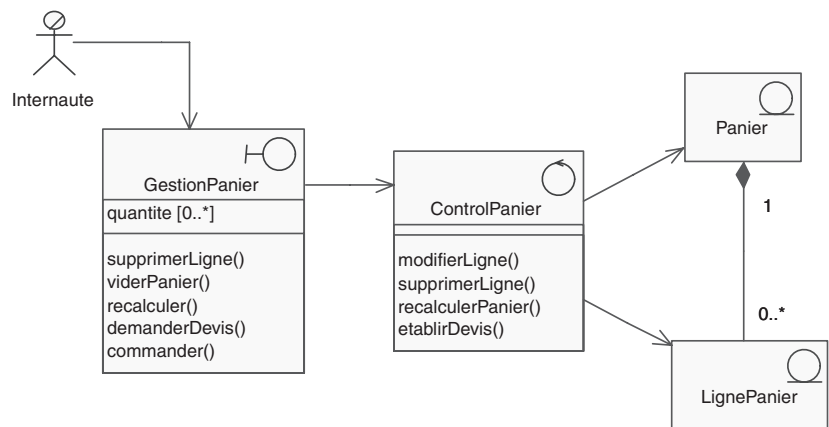 Internaute
GestionPanier
quantite [0..*]
supprimerLigne()
viderPanier()
recalculer()
demanderDevis()
commander()
ControlPanier
modifierLigne()
supprimerLigne()
recalculerPanier()
etablirDevis()
Panier
1
0..*
LignePanier